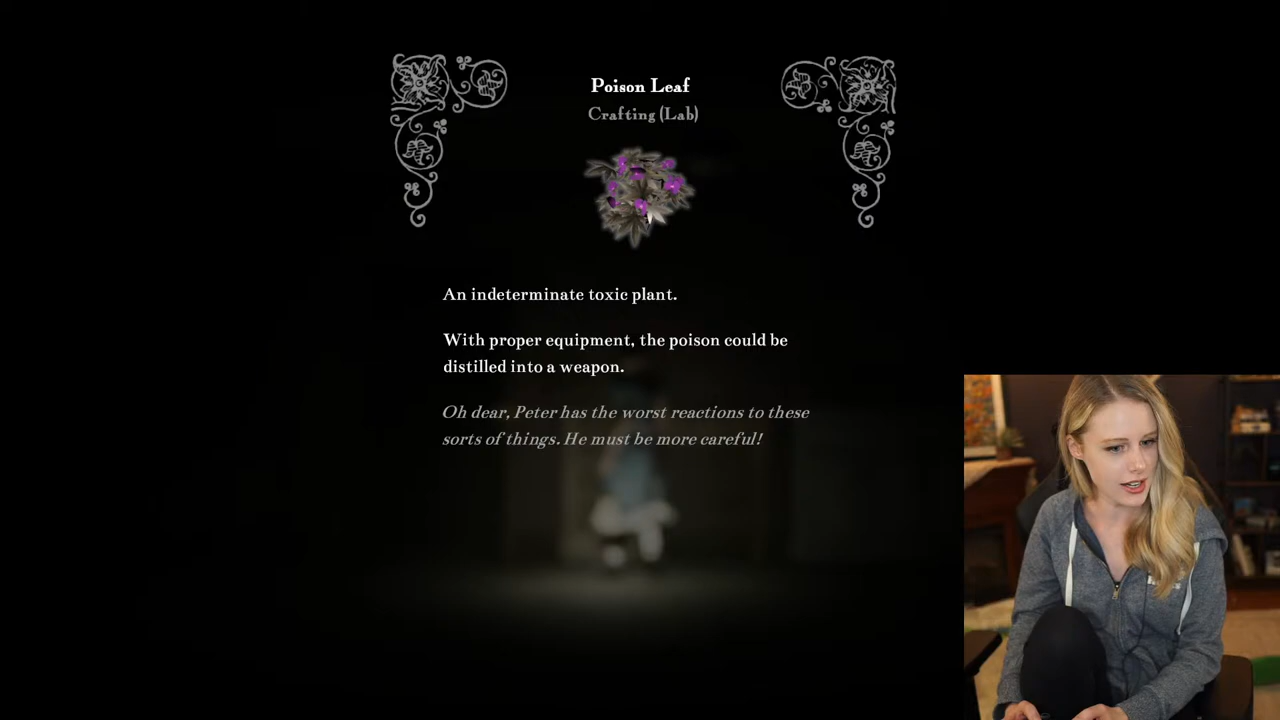 Poison Leaf
Crafting (Lab)
An indeterminate toxic plant.
With proper equipment, the poison could be
distilled into a weapon.
Oh dear, Peter has the worst reactions to these
sorts of things. He must be more careful!